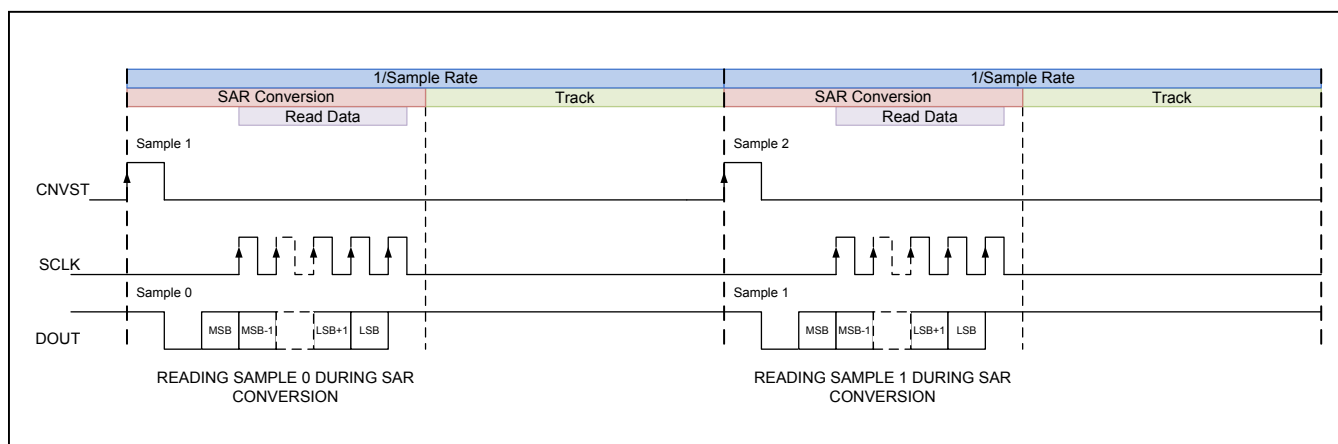 1/Sample Rate 1/Sample Rate
SAR Conversion Track SAR Conversion Track
Read Data Read Data
Sample 1 Sample 2
CNVST
SCLK
Sample 0 Sample 1
DOUT MSB MSB-1 LSB+1 LSB MSB MSB-1 LSB+1 LSB
READING SAMPLE 0 DURING SAR READING SAMPLE 1 DURING SAR
CONVERSION CONVERSION